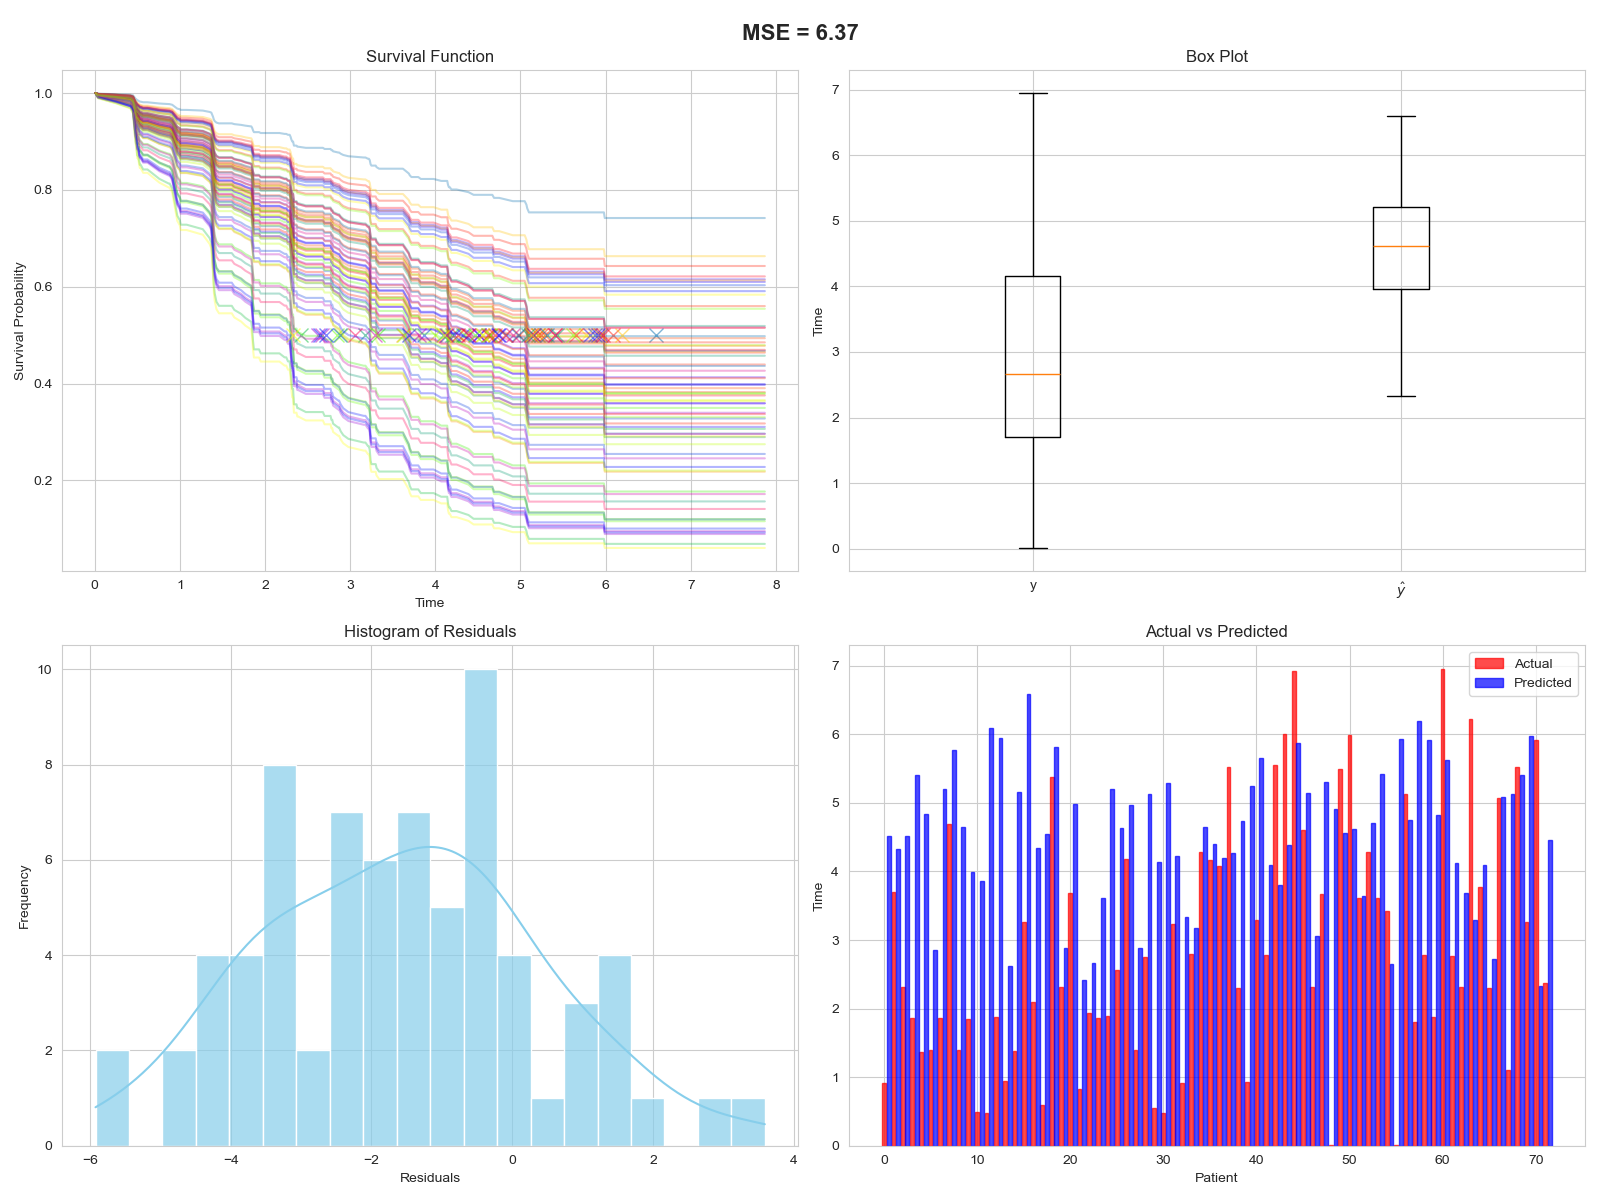 MSE = 6.37
Survival Function
1.0
0.8
0.6
0.4
0.2
Survival Probability
0 1 2 3 4 5 6 7 8
Time
Box Plot
7
6
5
4
3
2
1
0
Time
y ŷ
Histogram of Residuals
10
8
6
4
2
0
Frequency
−6 −4 −2 0 2 4
Residuals
Actual vs Predicted
Actual
Predicted
7
6
5
4
3
2
1
0
Time
0 10 20 30 40 50 60 70
Patient